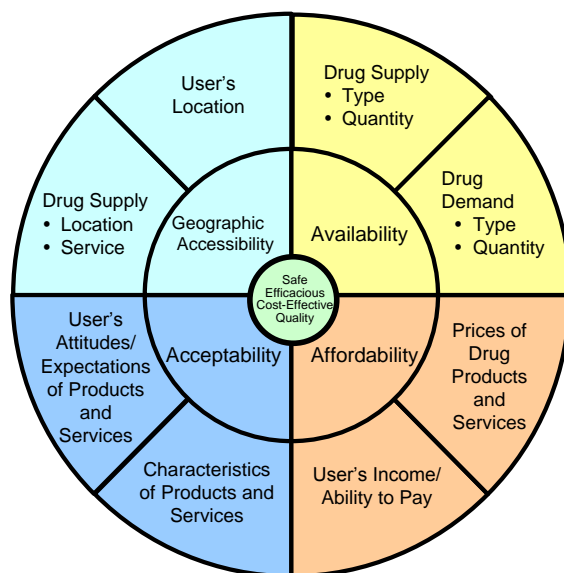 User's
Location
Drug Supply
• Type
• Quantity
Drug Supply
• Location
• Service
Drug
Demand
• Type
• Quantity
Geographic
Accessibility
Availability
Safe
Efficacious
Cost-Effective
Quality
User's
Attitudes/
Expectations
of Products
and
Services
Acceptability
Affordability
Prices of
Drug
Products
and
Services
Characteristics
of Products and
Services
User's Income/
Ability to Pay